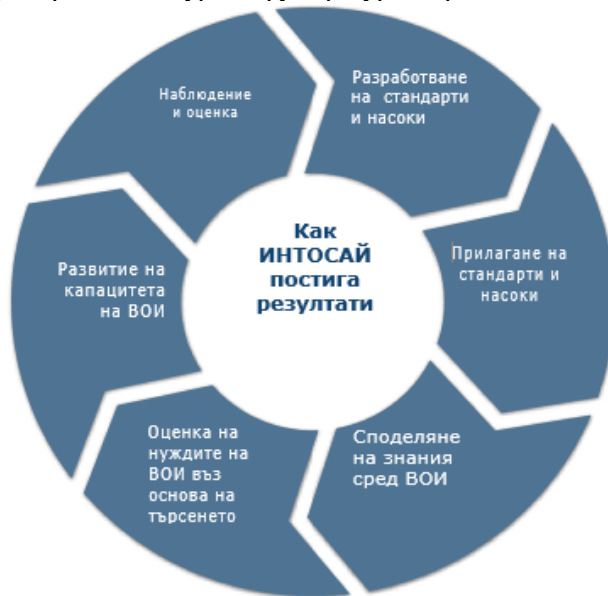 Как
ИНТОСАЙ
постига
резултати
Разработване
на стандарти
и насоки
Прилагане на
стандарти и
насоки
Споделяне
на знания
сред ВОИ
Оценка на
нуждите на
ВОИ въз
основа на
търсенето
Развитие на
капацитета
на ВОИ
Наблюдение
и оценка